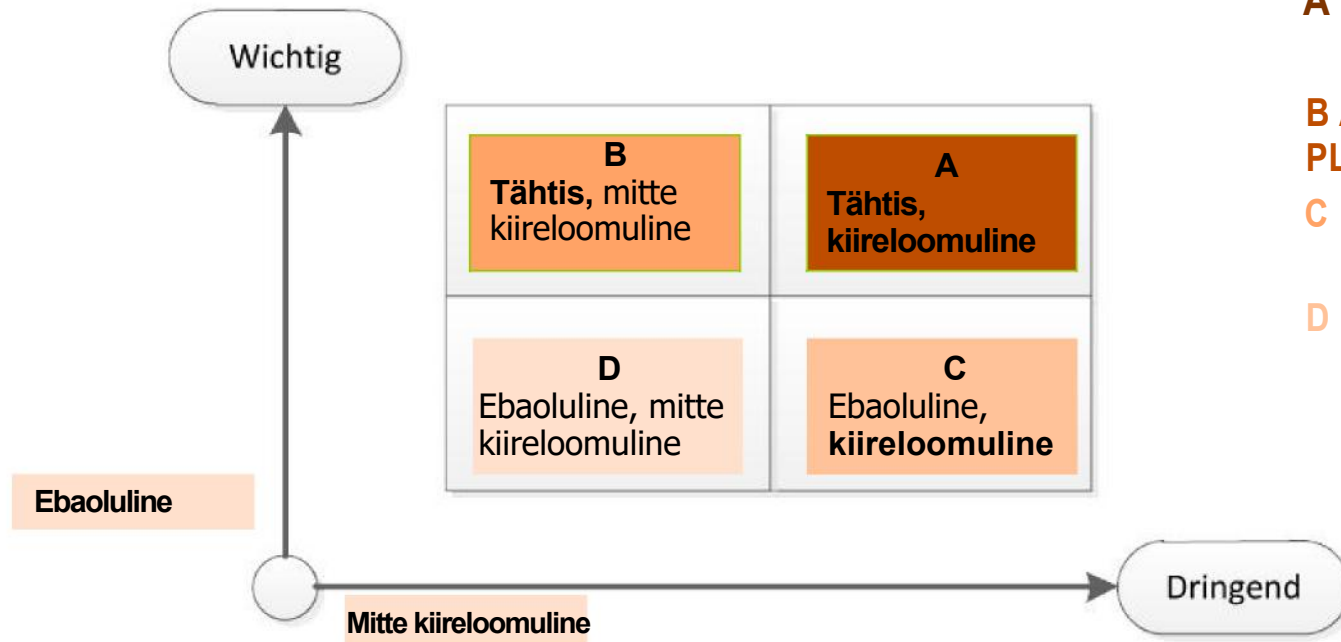 Wichtig
B
Tähtis, mitte
kiireloomuline
A
Tähtis,
kiireloomuline
D
Ebaoluline, mitte
kiireloomuline
C
Ebaoluline,
kiireloomuline
Ebaoluline
Mitte kiireloomuline
Dringend
A
B
PL
C
D